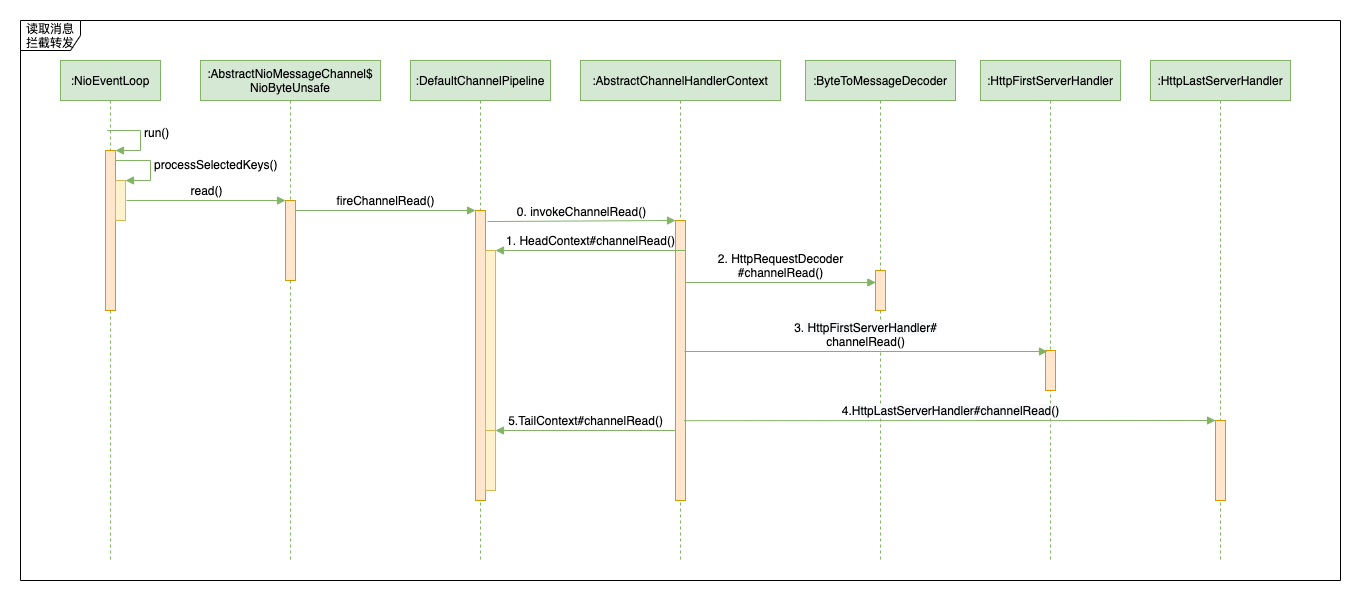 读取消息
拦截转发
:NioEventLoop
:AbstractNioMessageChannel$
NioByteUnsafe
:DefaultChannelPipeline
:AbstractChannelHandlerContext
:ByteToMessageDecoder
:HttpFirstServerHandler
:HttpLastServerHandler
run()
processSelectedKeys()
read()
fireChannelRead()
0. invokeChannelRead()
1. HeadContext#channelRead()
2. HttpRequestDecoder
#channelRead()
3. HttpFirstServerHandler#
channelRead()
4.HttpLastServerHandler#channelRead()
5.TailContext#channelRead()